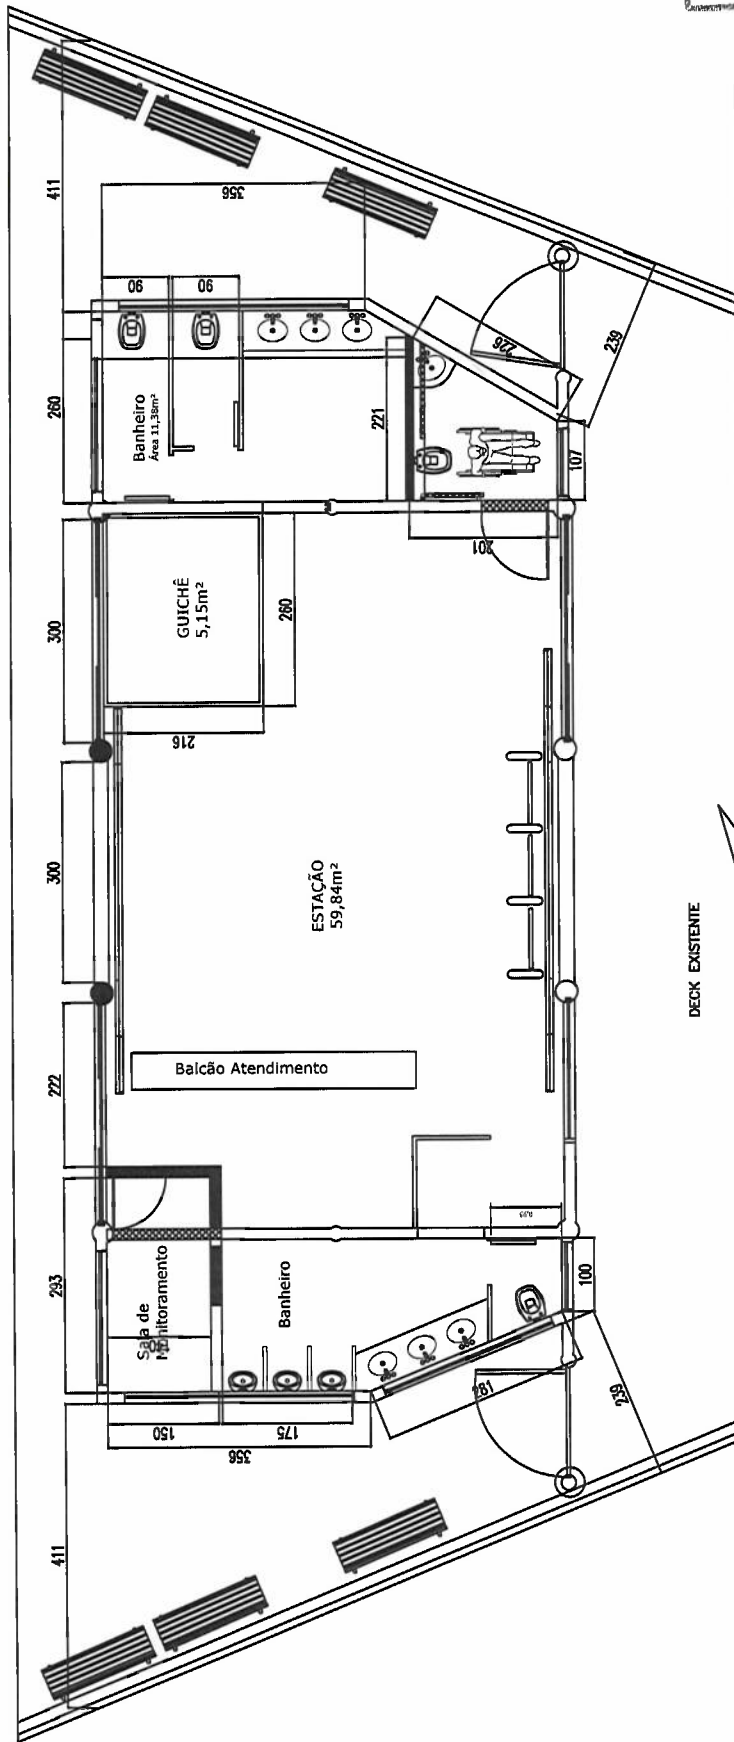 411
356
90
90
260
Banheiro
Área 11,38m²
226
239
221
107
201
300
GUICHÊ
5,15m²
260
216
300
ESTAÇÃO
59,84m²
DECK EXISTENTE
222
Balcão Atendimento
293
Sala de
Monitoramento
Banheiro
100
281
239
150
175
356
411